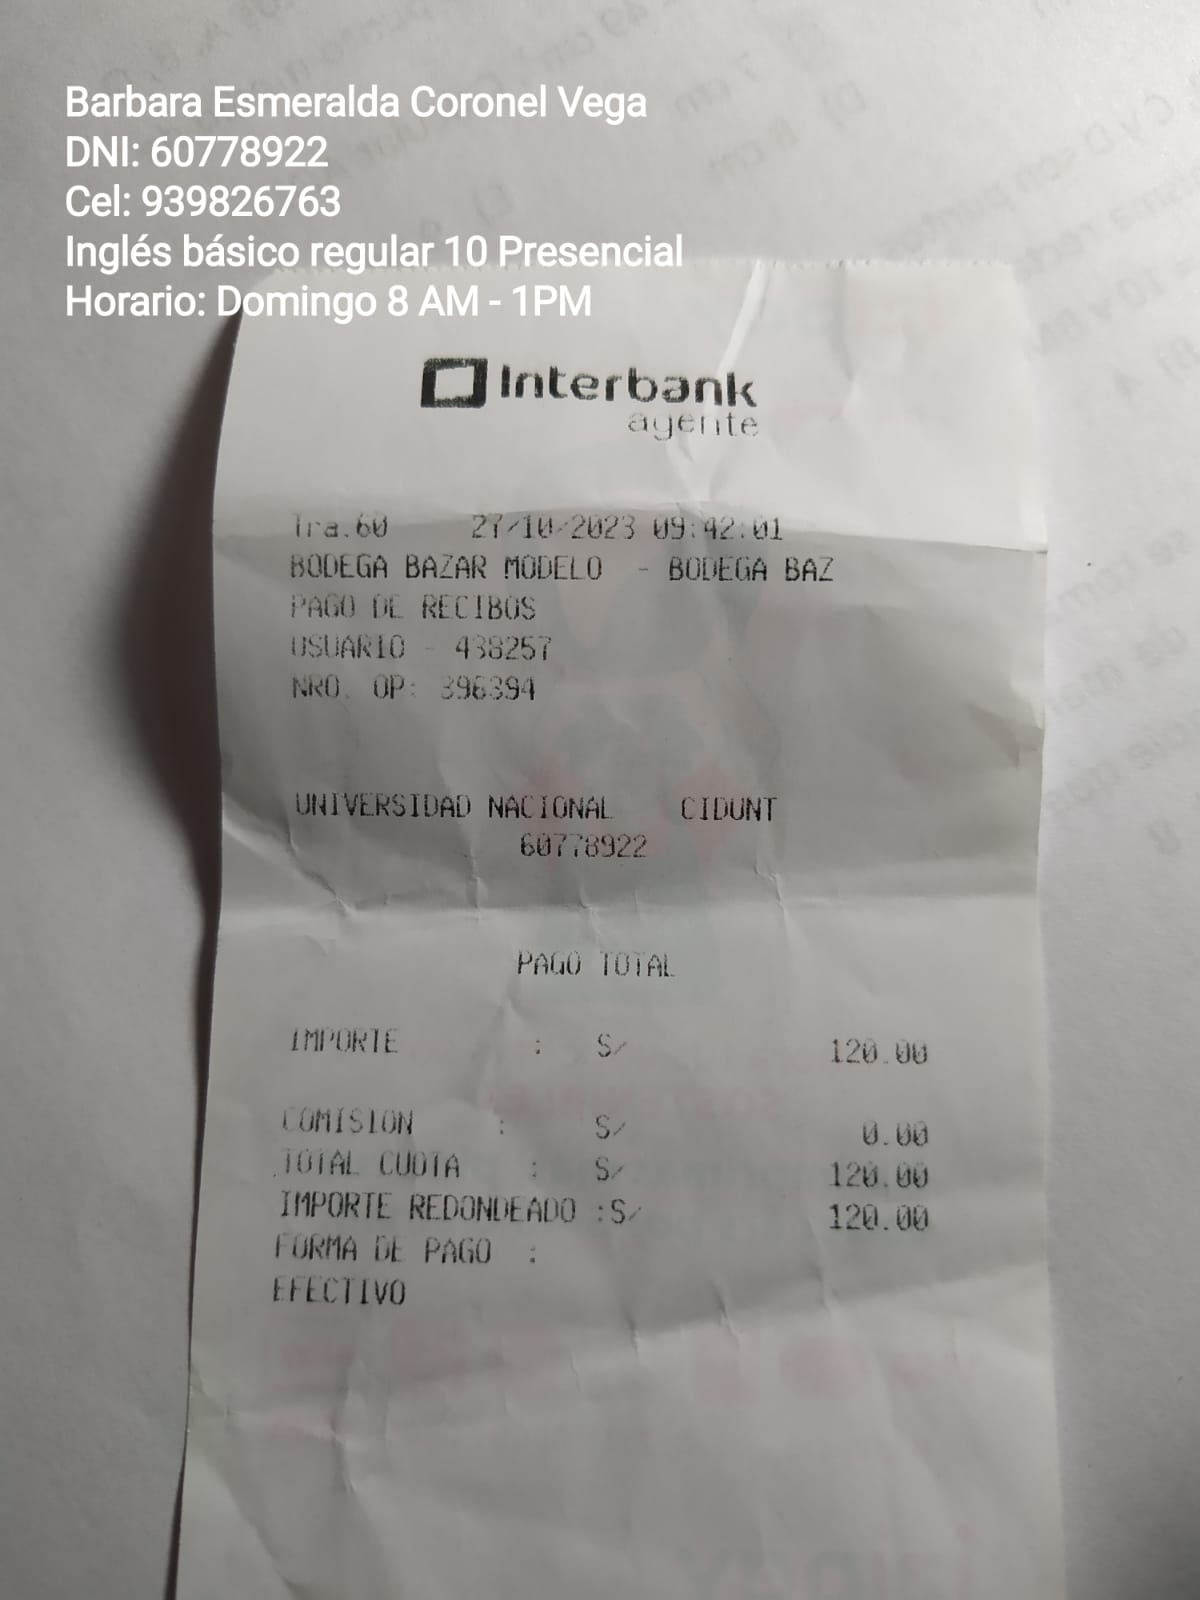 Barbara Esmeralda Coronel Vega
DNI: 60778922
Cel: 939826763
Inglés básico regular 10 Presencial
Horario: Domingo 8 AM - 1PM
Interbank
agente
Tra.60 27/10/2023 09:42:01
BODEGA BAZAR MODELO - BODEGA BAZ
PAGO DE RECIBOS
USUARIO - 438257
NRO. OP: 396394
UNIVERSIDAD NACIONAL CIDUNT
60778922
PAGO TOTAL
IMPORTE : S/ 120.00
COMISION : S/ 0.00
TOTAL CUOTA : S/ 120.00
IMPORTE REDONDEADO :S/ 120.00
FORMA DE PAGO :
EFECTIVO